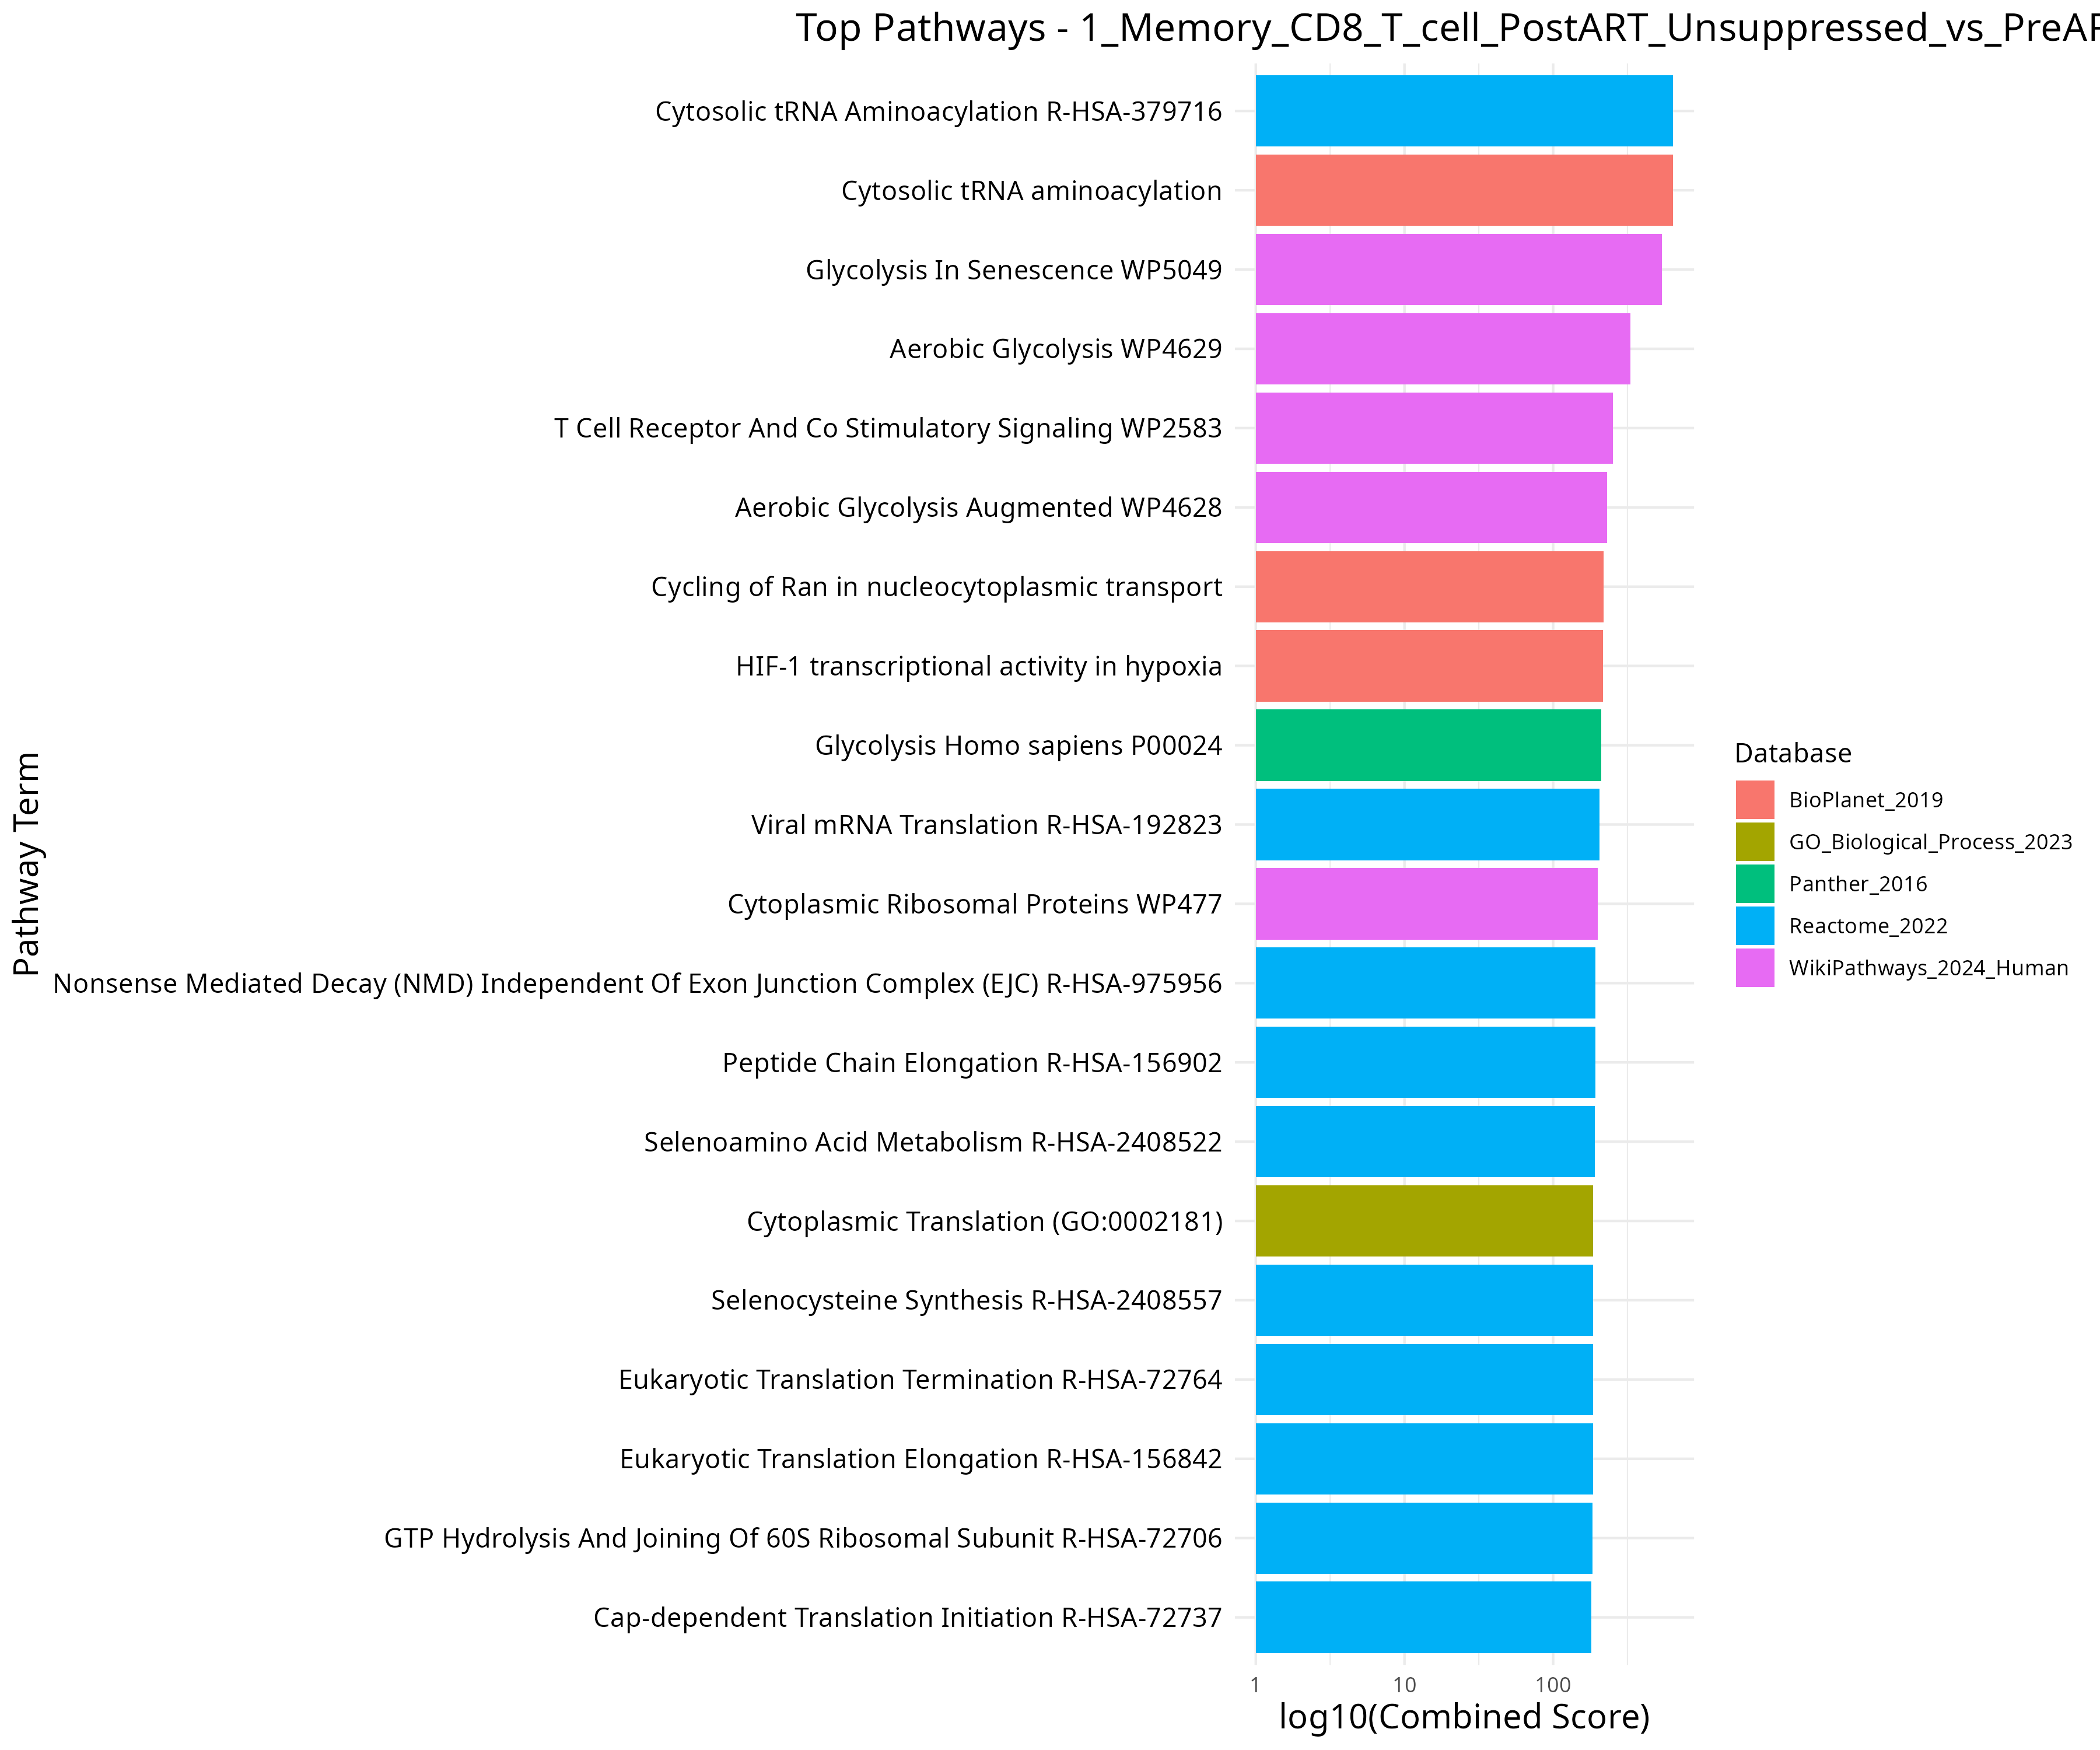 Top Pathways - 1_Memory_CD8_T_cell_PostART_Unsuppressed_vs_PreAR
Pathway Term
Cytosolic tRNA Aminoacylation R-HSA-379716
Cytosolic tRNA aminoacylation
Glycolysis In Senescence WP5049
Aerobic Glycolysis WP4629
T Cell Receptor And Co Stimulatory Signaling WP2583
Aerobic Glycolysis Augmented WP4628
Cycling of Ran in nucleocytoplasmic transport
HIF-1 transcriptional activity in hypoxia
Glycolysis Homo sapiens P00024
Viral mRNA Translation R-HSA-192823
Cytoplasmic Ribosomal Proteins WP477
Nonsense Mediated Decay (NMD) Independent Of Exon Junction Complex (EJC) R-HSA-975956
Peptide Chain Elongation R-HSA-156902
Selenoamino Acid Metabolism R-HSA-2408522
Cytoplasmic Translation (GO:0002181)
Selenocysteine Synthesis R-HSA-2408557
Eukaryotic Translation Termination R-HSA-72764
Eukaryotic Translation Elongation R-HSA-156842
GTP Hydrolysis And Joining Of 60S Ribosomal Subunit R-HSA-72706
Cap-dependent Translation Initiation R-HSA-72737
1 10 100
log10(Combined Score)
Database
BioPlanet_2019
GO_Biological_Process_2023
Panther_2016
Reactome_2022
WikiPathways_2024_Human